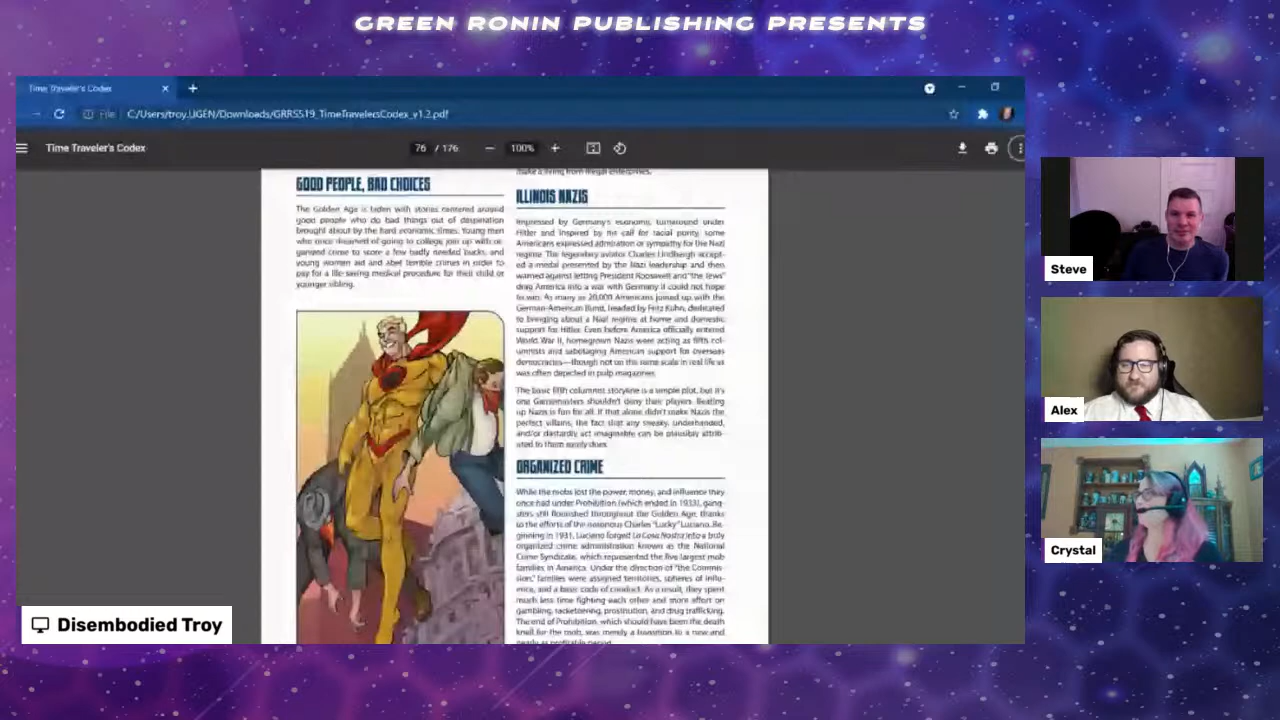 GREEN RONIN PUBLISHING PRESENTS
Time Traveler's Codex
File
C:/Users/troy.UGEN/Downloads/GRR5519_TimeTravelersCodex_v1.2.pdf
Time Traveler's Codex
76 / 176
100%
GOOD PEOPLE, BAD CHOICES
The Golden Age is laden with stories centered around
good people who do bad things out of desperation
brought about by the hard economic times. Young men
who once dreamed of going to college join up with or-
ganized crime to score a few badly needed bucks, and
young women aid and abet terrible crimes in order to
pay for a life-saving medical procedure for their child or
younger sibling.
make a living from illegal enterprises.
ILLINOIS NAZIS
Impressed by Germany's economic turnaround under
Hitler and inspired by his call for racial purity, some
Americans expressed admiration or sympathy for the Nazi
regime. The legendary aviator Charles Lindbergh accept-
ed a medal presented by the Nazi leadership and then
warned against letting President Roosevelt and "the Jews"
drag America into a war with Germany it could not hope
to win. As many as 20,000 Americans joined up with the
German-American Bund, headed by Fritz Kuhn, dedicated
to bringing about a Nazi regime at home and domestic
support for Hitler. Even before America officially entered
World War II, homegrown Nazis were acting as fifth col-
umnists and sabotaging American support for overseas
democracies—though not on the same scale in real life as
was often depicted in pulp magazines.
The basic fifth columnist storyline is a simple plot, but it's
one Gamemasters shouldn't deny their players. Beating
up Nazis is fun for all. If that alone didn't make Nazis the
perfect villains, the fact that any sneaky, underhanded,
and/or dastardly act imaginable can be plausibly attrib-
uted to them surely does.
ORGANIZED CRIME
While the mobs lost the power, money, and influence they
once had under Prohibition (which ended in 1933), gang-
sters still flourished throughout the Golden Age, thanks
to the efforts of the notorious Charles "Lucky" Luciano. Be-
ginning in 1931, Luciano forged La Cosa Nostra into a truly
organized crime administration known as the National
Crime Syndicate, which represented the five largest mob
families in America. Under the direction of "the Commis-
sion," families were assigned territories, spheres of influ-
ence, and a basic code of conduct. As a result, they spent
much less time fighting each other and more effort on
gambling, racketeering, prostitution, and drug trafficking.
The end of Prohibition, which should have been the death
knell for the mob, was merely a transition to a new and
nearly as profitable period.
Disembodied Troy
Steve
Alex
Crystal